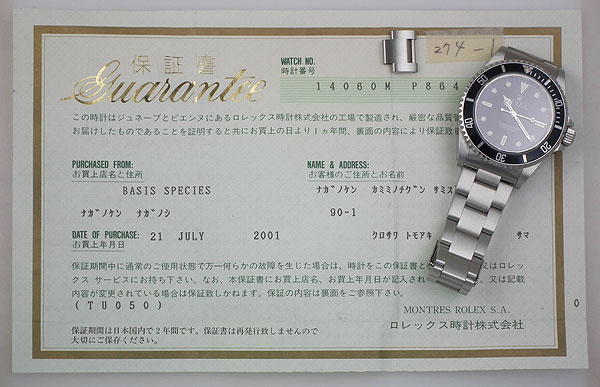 保証書
Guarantee
WATCH NO.
時計番号
14060M P864
274-1
この時計はジュネーブとビエンヌにあるロレックス時計株式会社の工場で製造され、厳密な品質
お届けしたものであることを証明すると共にお買上の日より1ヵ年間、裏面の内容により保証致
PURCHASED FROM:
お買上店名と住所
NAME & ADDRESS:
お客様のご住所とお名前
BASIS SPECIES
ナガノケン カミミノチグン サミス
ナガノケン ナガノシ
90-1
DATE OF PURCHASE: 21 JULY 2001
お買上年月日
クロサワ トモアキ サマ
保証期間中に通常のご使用状態で万一何らかの故障を生じた場合は、時計をこの保証書と 又はロレッ
クス サービスにお持ち下さい。なお、本保証書にお買上店名、お買上年月日が記入され 、又は記載
内容が変更されている場合は保証致しかねます。保証の内容は裏面をご参照下さい。
(TU050)
0
MONTRES ROLEX S.A.
ロレックス時計株式会社
保証期間は日本国内で2年間です。保証書は再発行致しませんので
大切にご保存ください。